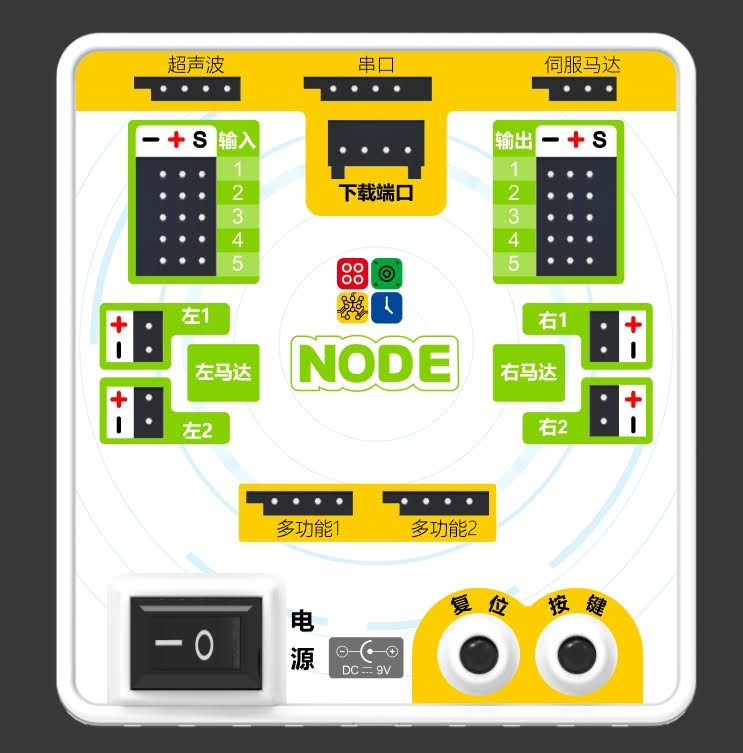 超声波
串口
伺服马达
− + S 输入
1
2
3
4
5
下载端口
输出 − + S
1
2
3
4
5
+
−
左1
左马达
+
−
左2
NODE
右1
+
−
右马达
右2
+
−
多功能1
多功能2
电源
DC 9V
复位
按键